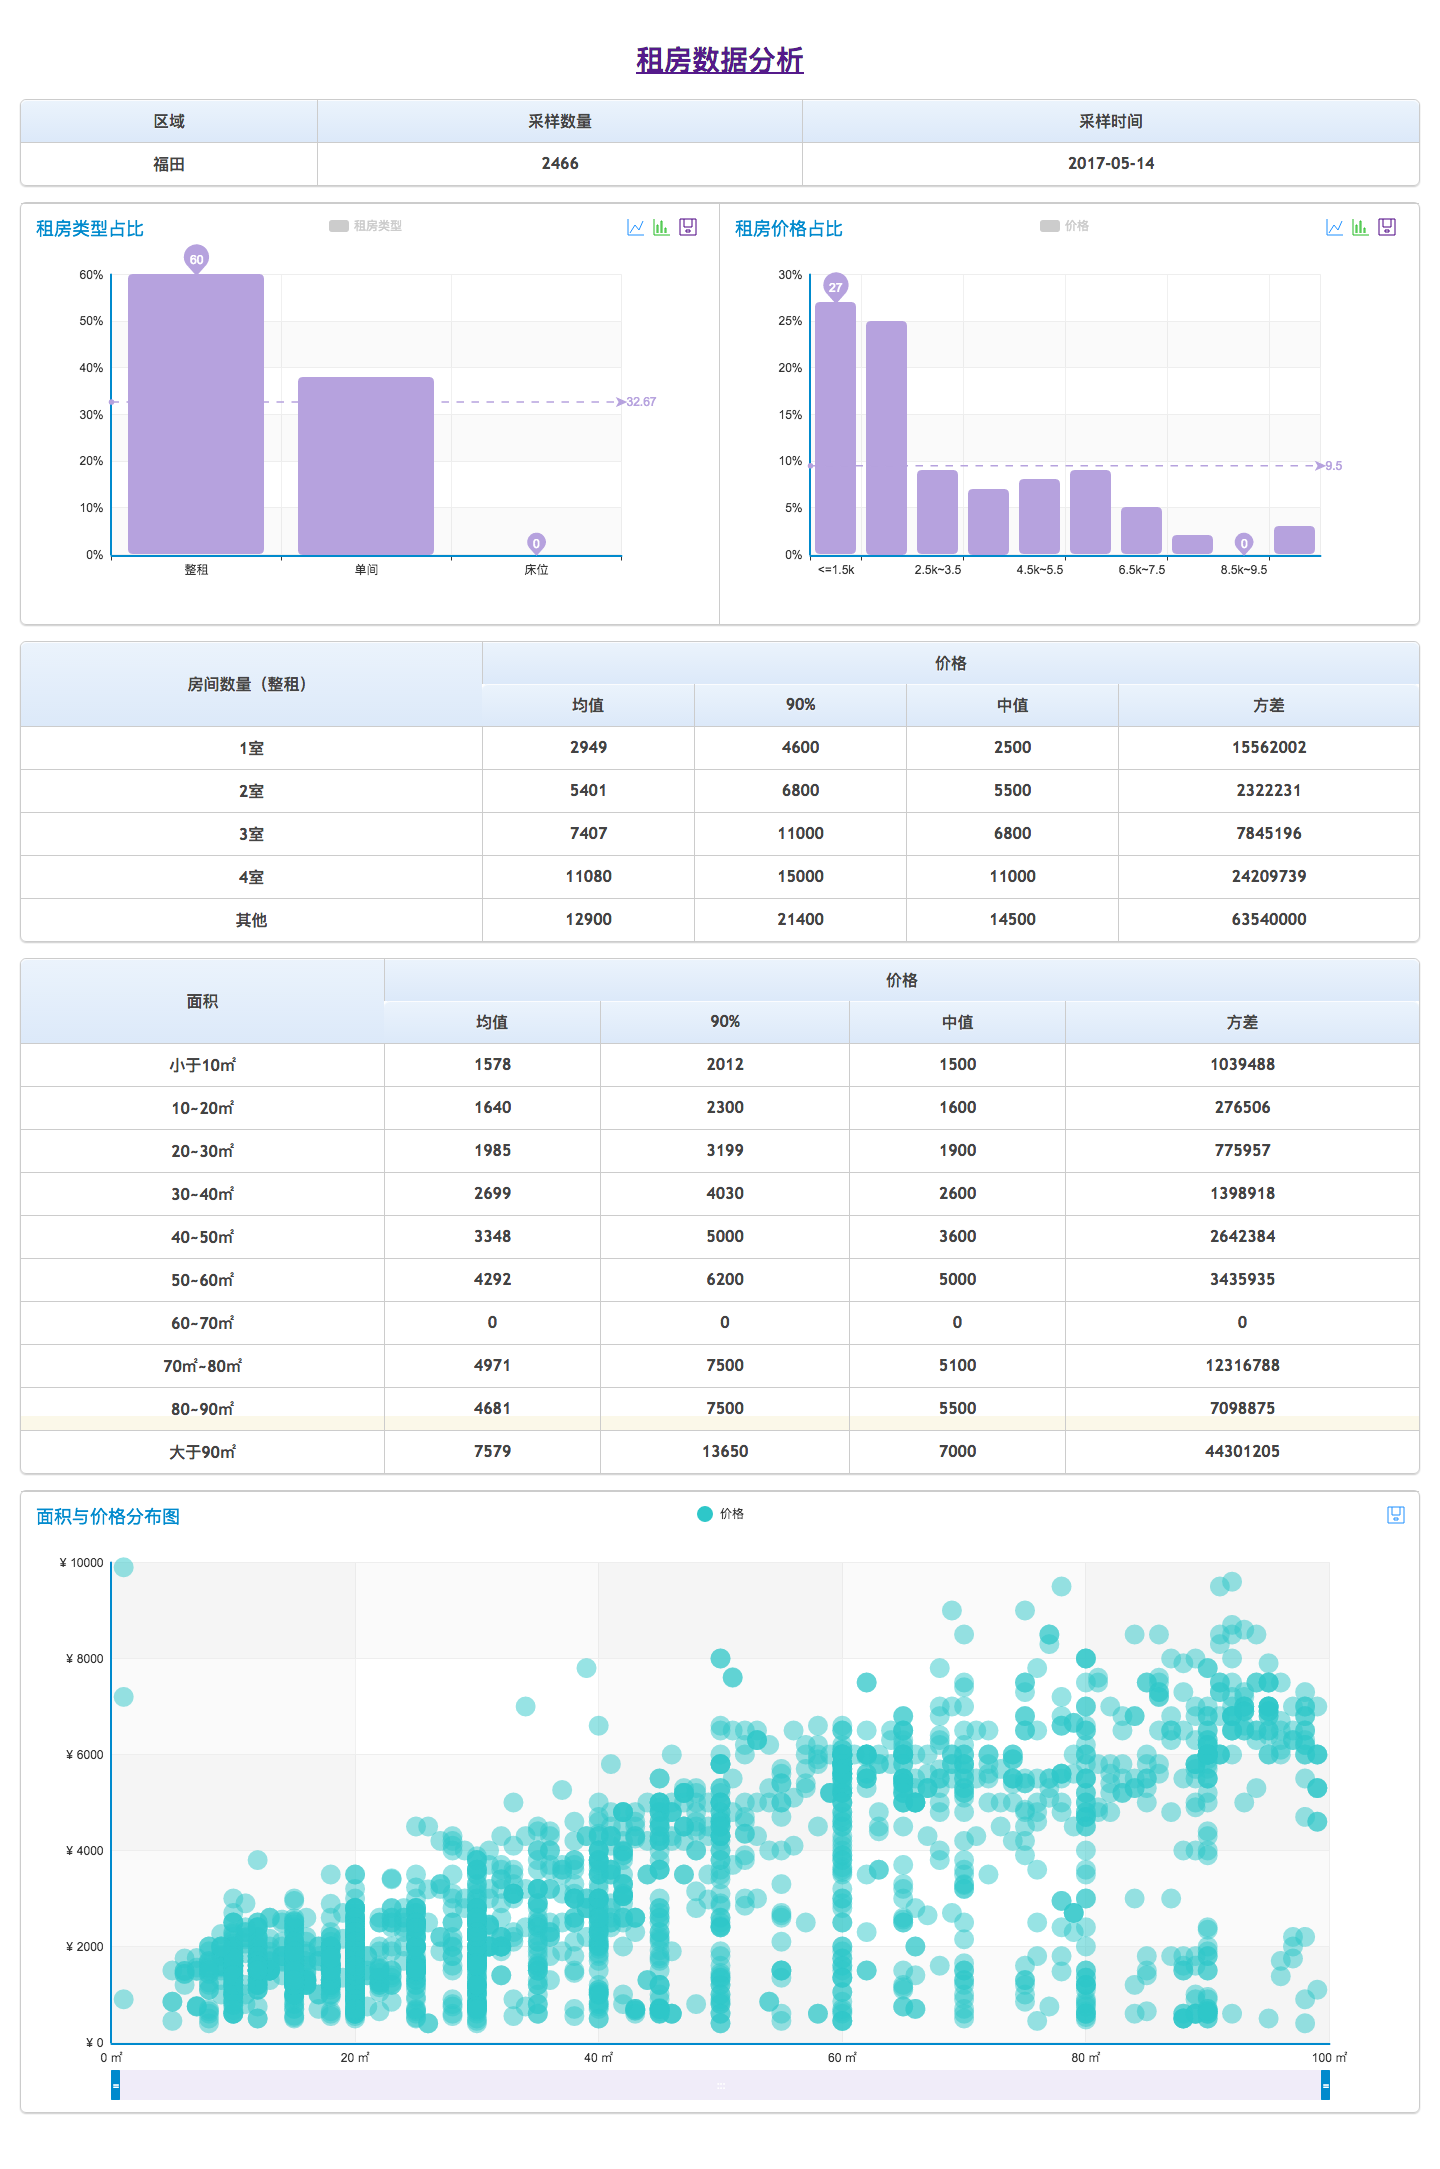 租房数据分析
区域 采样数量 采样时间
福田 2466 2017-05-14
租房类型占比 租房类型
60
60%
50%
40%
32.67
30%
20%
10%
0
0%
整租 单间 床位
租房价格占比 价格
30%
27
25%
20%
15%
10%
9.5
5%
0
0%
<=1.5k 2.5k~3.5 4.5k~5.5 6.5k~7.5 8.5k~9.5
房间数量（整租） 价格
均值 90% 中值 方差
1室 2949 4600 2500 15562002
2室 5401 6800 5500 2322231
3室 7407 11000 6800 7845196
4室 11080 15000 11000 24209739
其他 12900 21400 14500 63540000
面积 价格
均值 90% 中值 方差
小于10㎡ 1578 2012 1500 1039488
10~20㎡ 1640 2300 1600 276506
20~30㎡ 1985 3199 1900 775957
30~40㎡ 2699 4030 2600 1398918
40~50㎡ 3348 5000 3600 2642384
50~60㎡ 4292 6200 5000 3435935
60~70㎡ 0 0 0 0
70㎡~80㎡ 4971 7500 5100 12316788
80~90㎡ 4681 7500 5500 7098875
大于90㎡ 7579 13650 7000 44301205
面积与价格分布图 价格
¥ 10000
¥ 8000
¥ 6000
¥ 4000
¥ 2000
¥ 0
0 ㎡ 20 ㎡ 40 ㎡ 60 ㎡ 80 ㎡ 100 ㎡